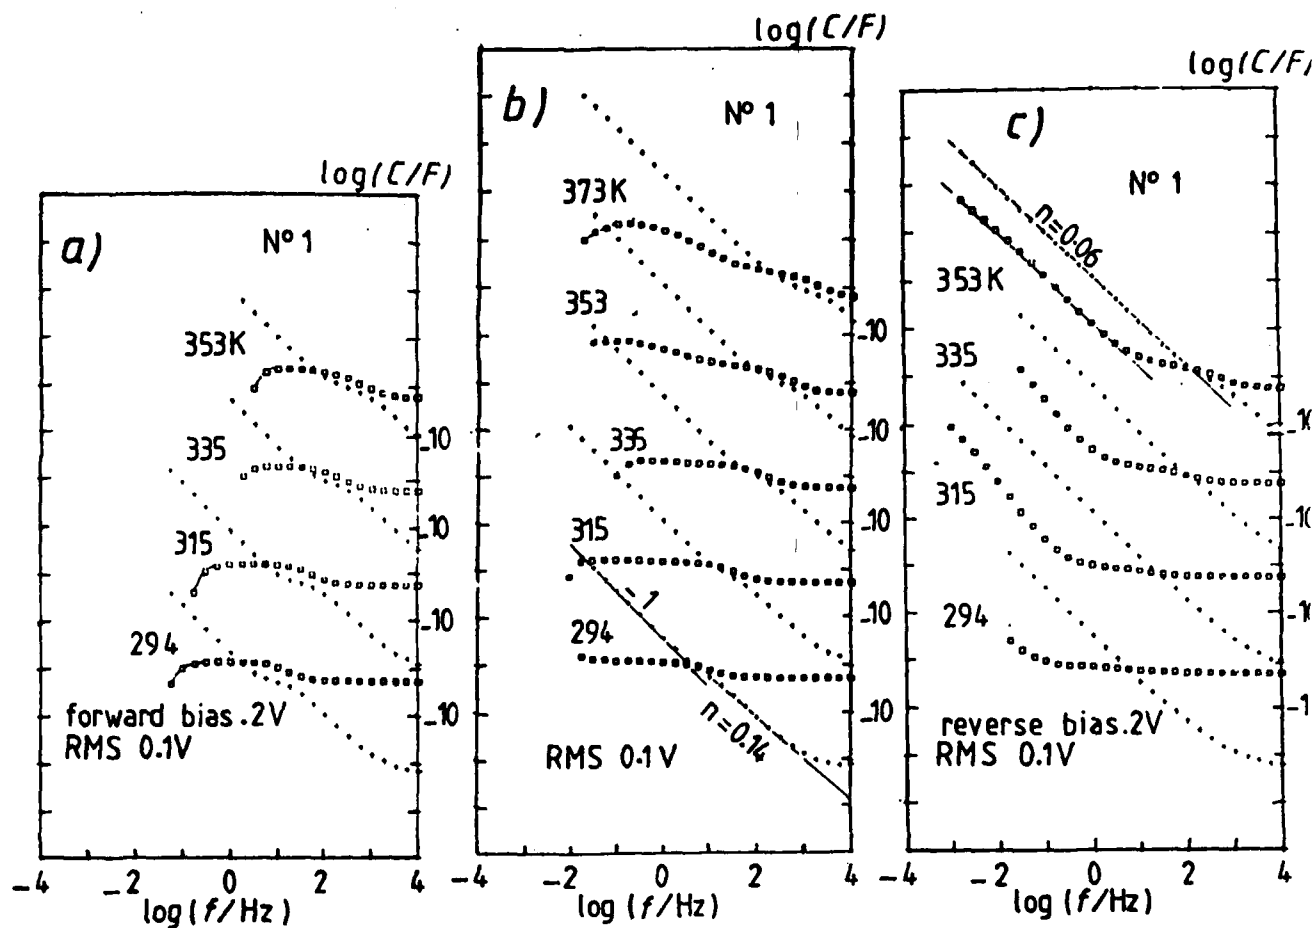 log(C/F)
a)
N° 1
353K
335
315
294
forward bias.2V
RMS 0.1V
-10
-10
-10
-10
-4
-2
0
2
4
log(f/Hz)
log(C/F)
b)
N° 1
373K
353
335
315
294
-1
n=0.14
RMS 0.1V
-10
-10
-10
-10
-10
-4
-2
0
2
4
log (f/Hz)
log(C/F)
c)
N° 1
n=0.06
353K
335
315
294
reverse bias.2V
RMS 0.1V
-4
-2
0
2
4
log (f/Hz)